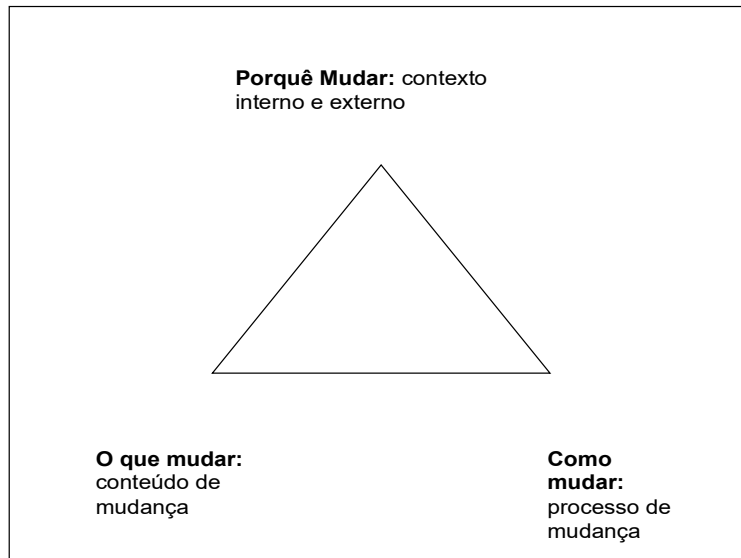 Porquê Mudar: contexto
interno e externo
O que mudar:
conteúdo de
mudança
Como
mudar:
processo de
mudança